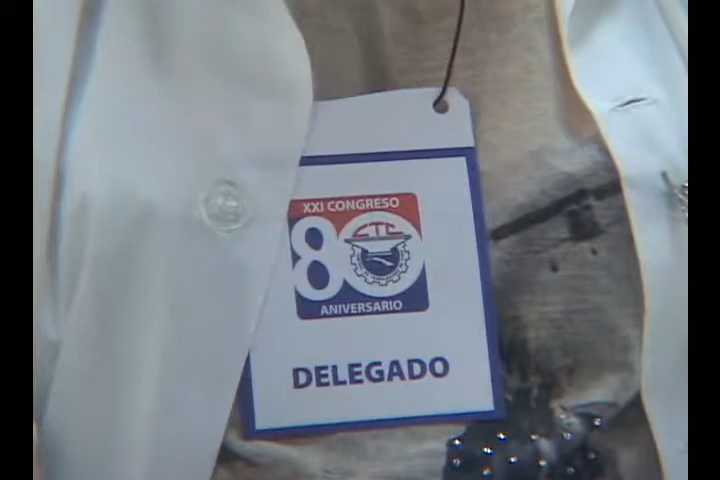 XXI CONGRESO
80
CTC
ANIVERSARIO
DELEGADO